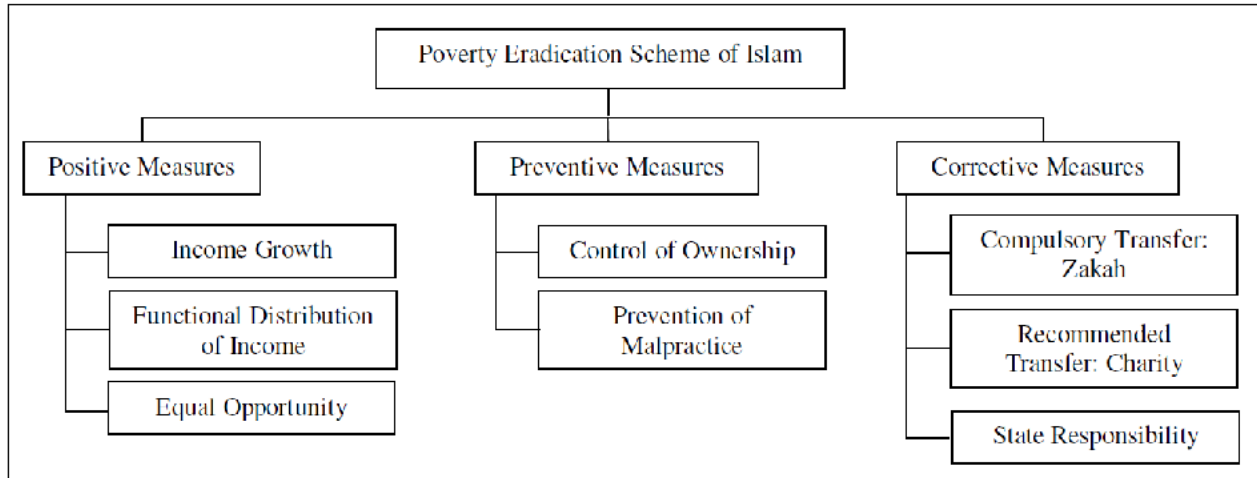 Poverty Eradication Scheme of Islam
Positive Measures
Income Growth
Functional Distribution
of Income
Equal Opportunity
Preventive Measures
Control of Ownership
Prevention of
Malpractice
Corrective Measures
Compulsory Transfer:
Zakah
Recommended
Transfer: Charity
State Responsibility